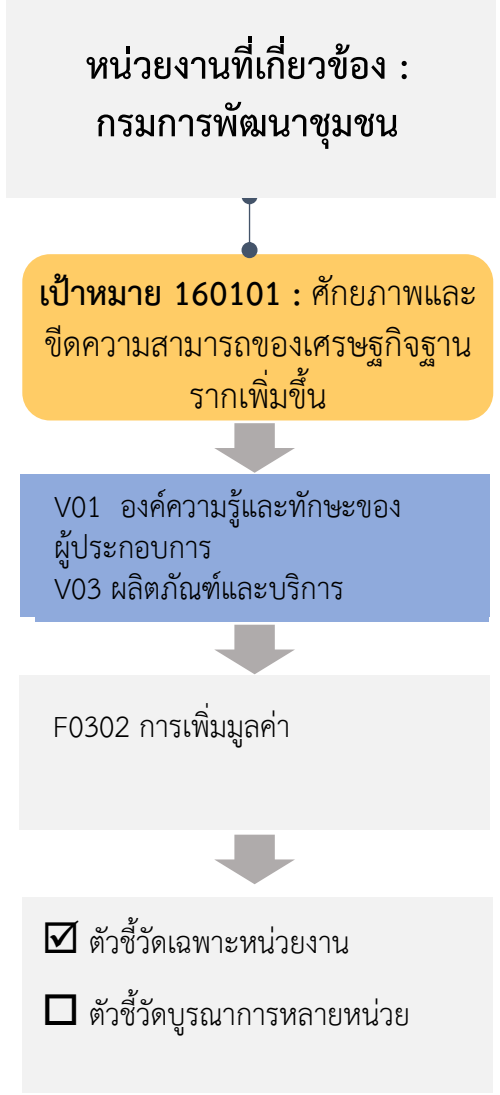 หน่วยงานที่เกี่ยวข้อง :
กรมการพัฒนาชุมชน
เป้าหมาย 160101 : ศักยภาพและ
ขีดความสามารถของเศรษฐกิจฐาน
รากเพิ่มขึ้น
V01 องค์ความรู้และทักษะของ
ผู้ประกอบการ
V03 ผลิตภัณฑ์และบริการ
F0302 การเพิ่มมูลค่า
☑ ตัวชี้วัดเฉพาะหน่วยงาน
☐ ตัวชี้วัดบูรณาการหลายหน่วย